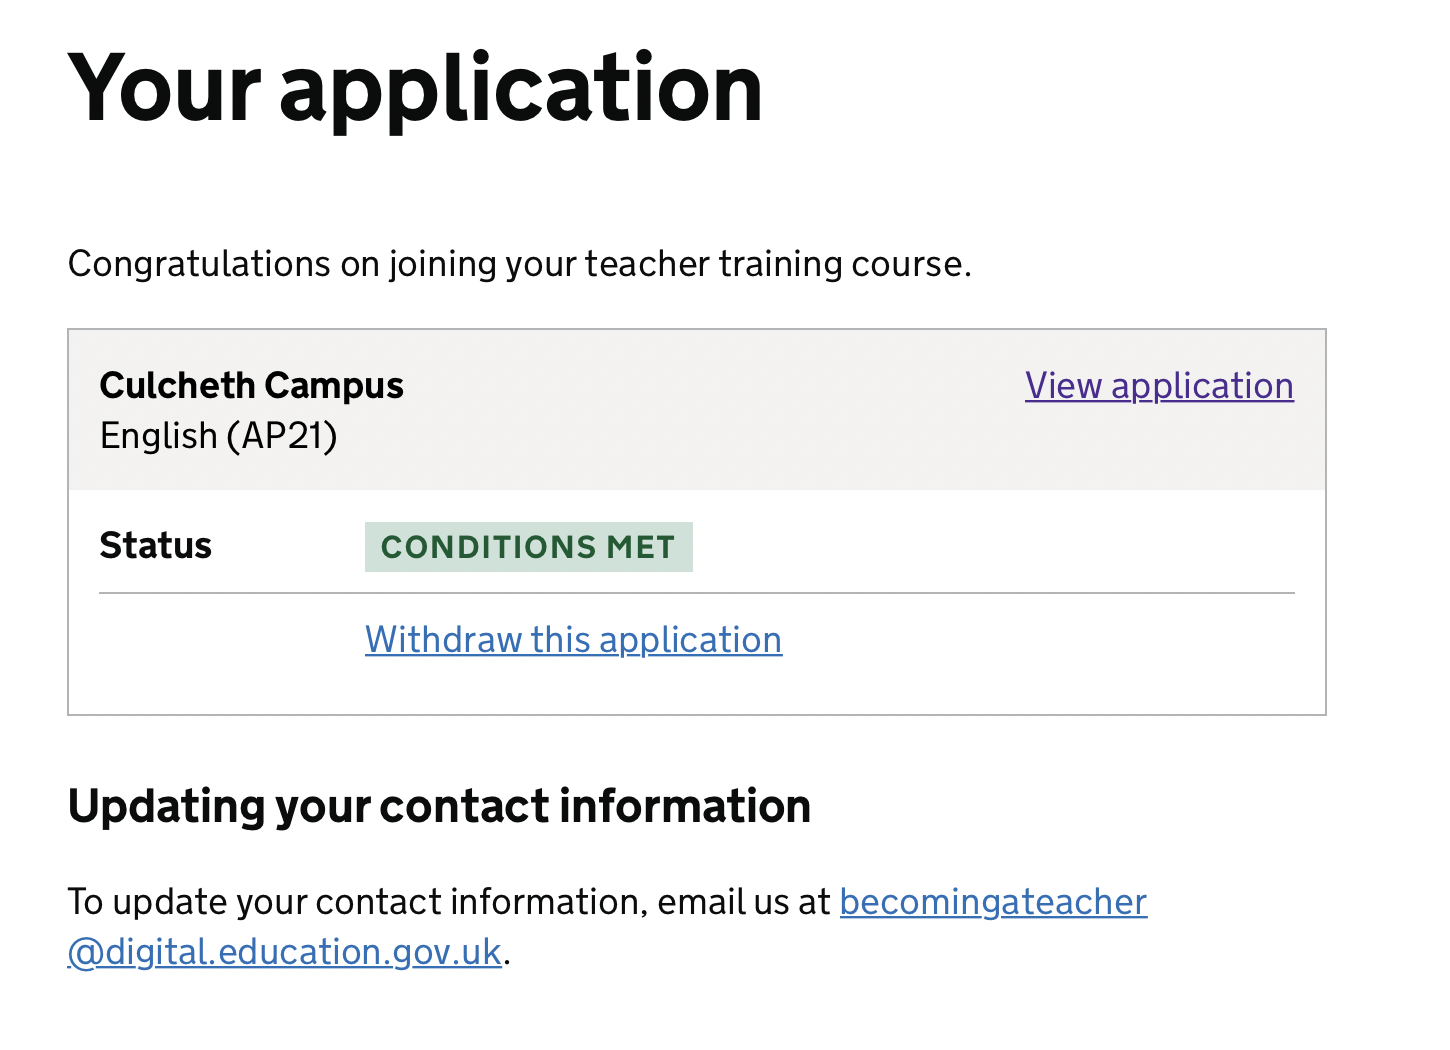 Your application
Congratulations on joining your teacher training course.
Culcheth Campus
View application
English (AP21)
Status
CONDITIONS MET
Withdraw this application
Updating your contact information
To update your contact information, email us at becomingateacher
@digital.education.gov.uk.